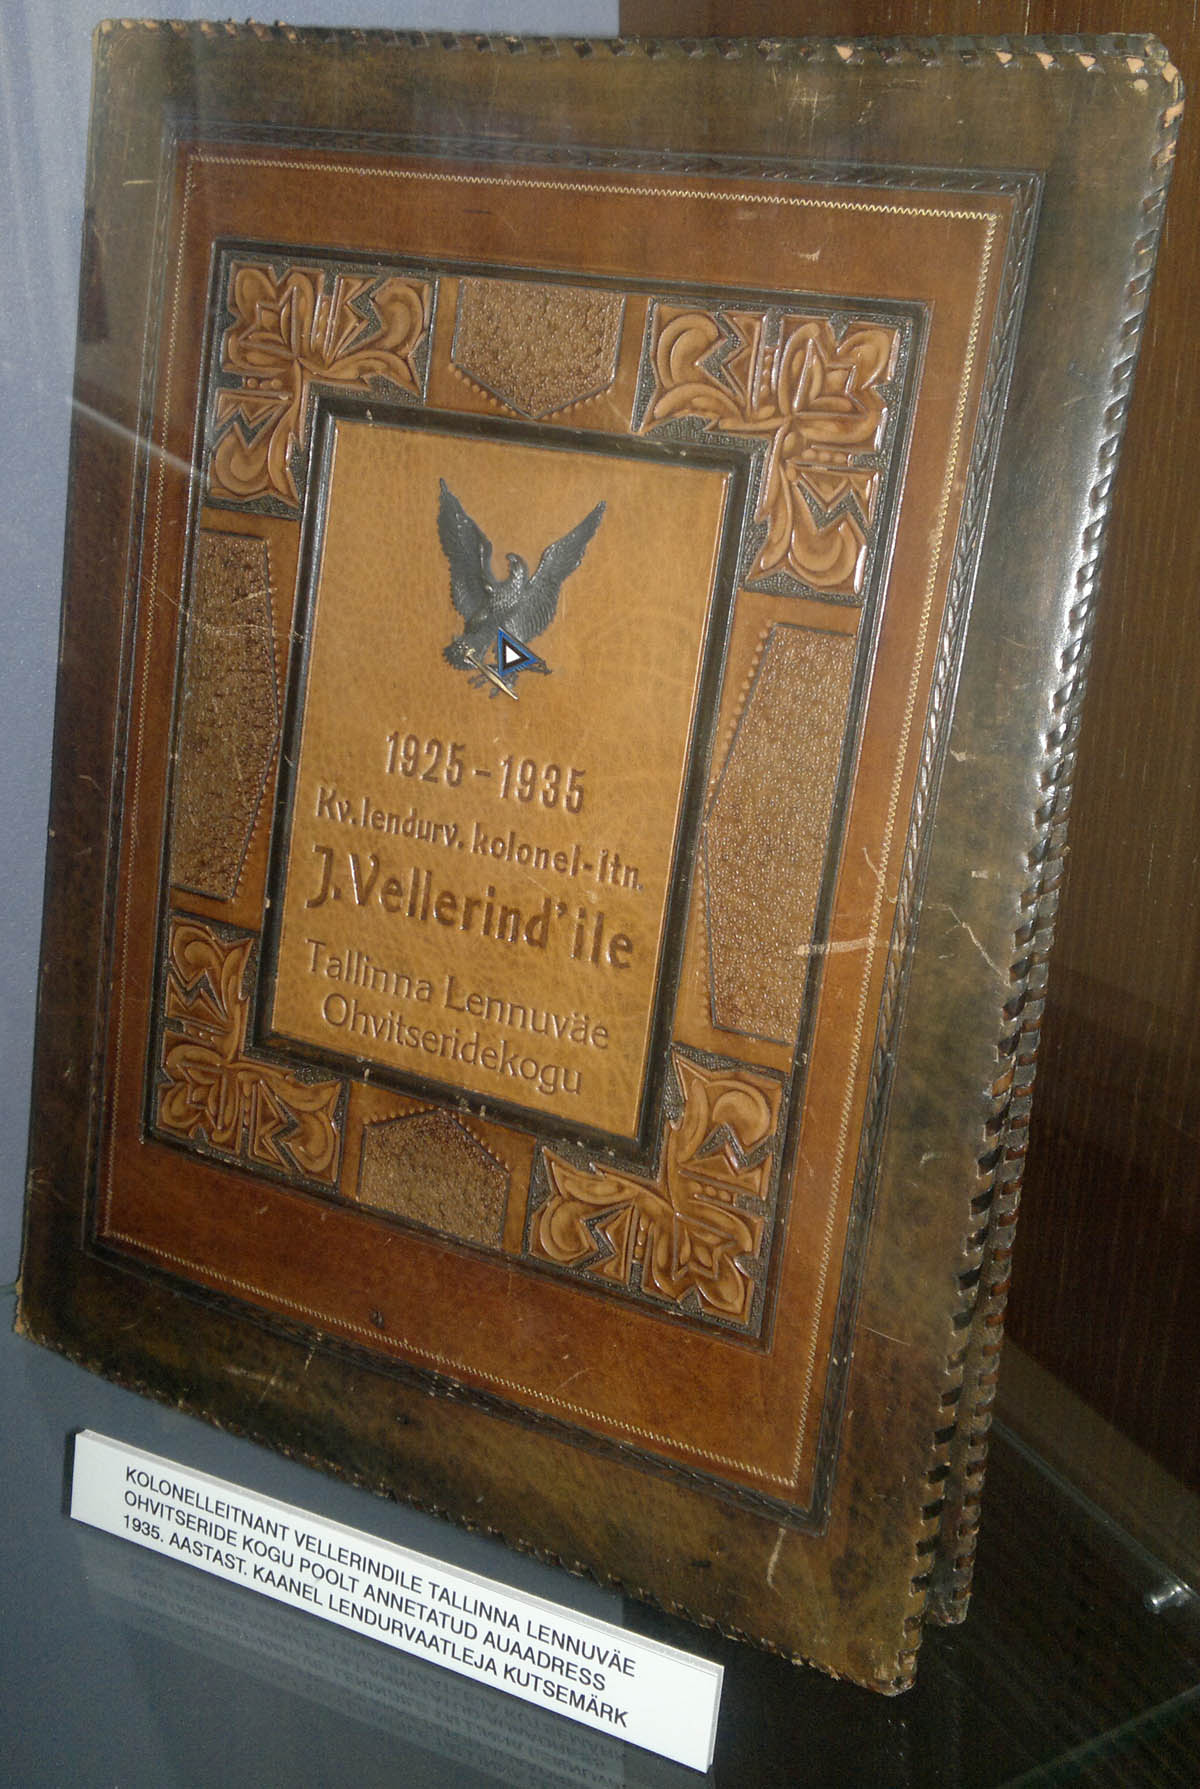 1925-1935
Kv. lendurv. kolonel-ltn.
J. Vellerind'ile
Tallinna Lennuväe
Ohvitseridekogu
KOLONELLEITNANT VELLERINDILE TALLINNA LENNUVÄE
OHVITSERIDE KOGU POOLT ANNETATUD AUAADRESS
1935. AASTAST. KAANEL LENDURVAATLEJA KUTSEMÄRK